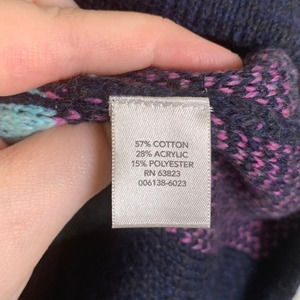 57% COTTON
28% ACRYLIC
15% POLYESTER
RN 63823
006138-6023